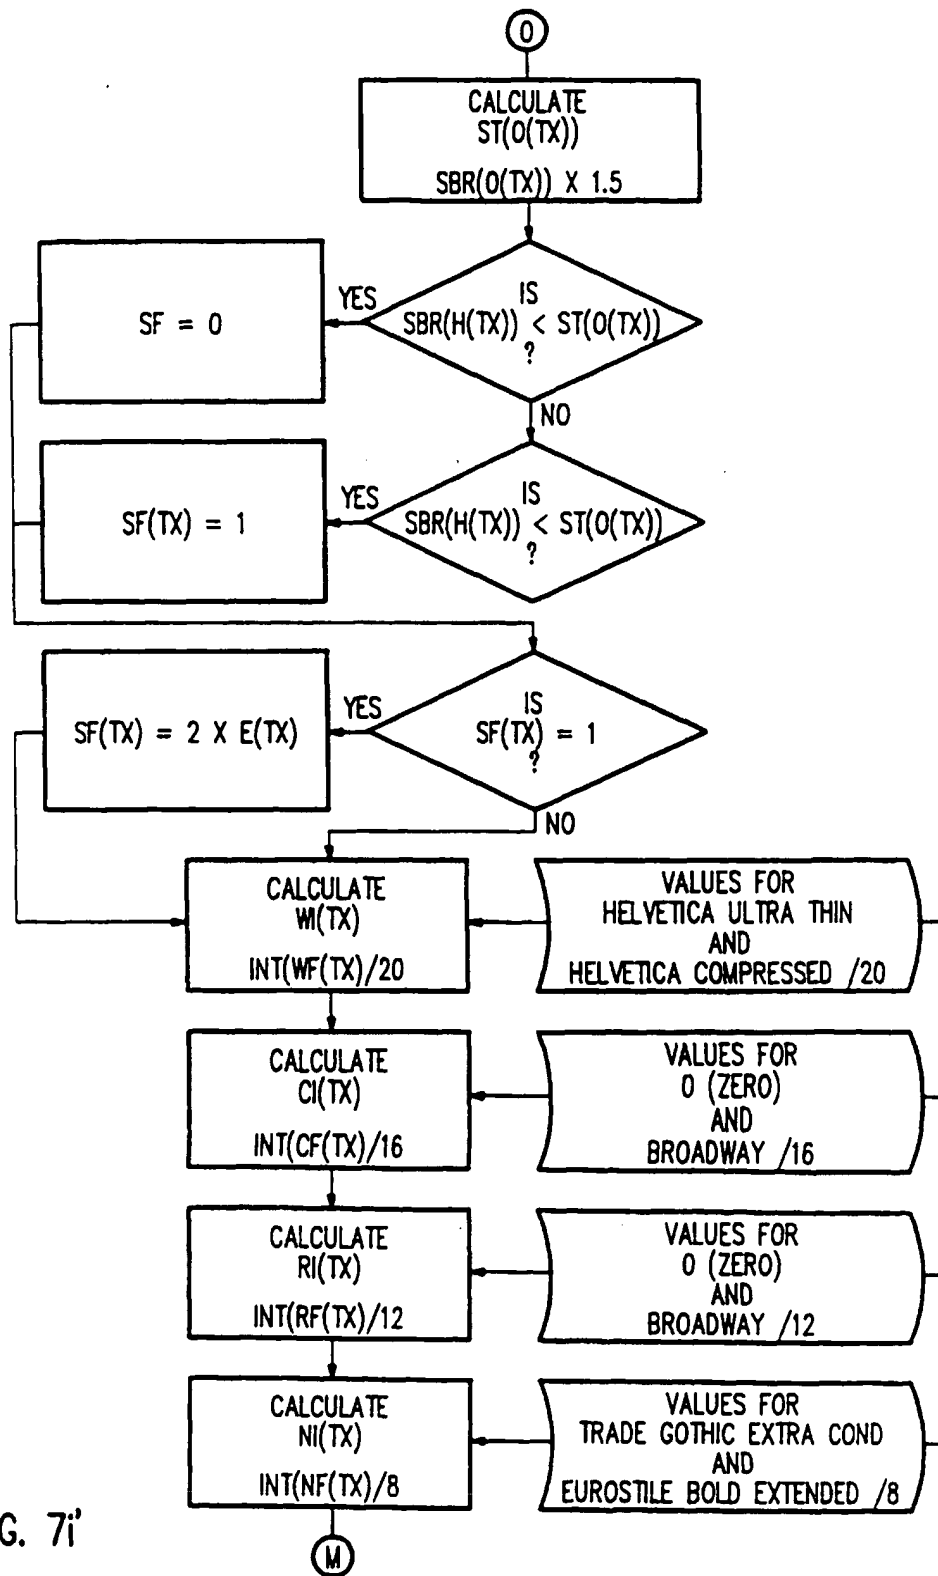 O
CALCULATE
ST(O(TX))
SBR(O(TX)) X 1.5
IS
SBR(H(TX)) < ST(O(TX))
?
YES
SF = 0
NO
IS
SBR(H(TX)) < ST(O(TX))
?
YES
SF(TX) = 1
IS
SF(TX) = 1
?
YES
SF(TX) = 2 X E(TX)
NO
CALCULATE
WI(TX)
INT(WF(TX)/20
VALUES FOR
HELVETICA ULTRA THIN
AND
HELVETICA COMPRESSED /20
CALCULATE
CI(TX)
INT(CF(TX)/16
VALUES FOR
0 (ZERO)
AND
BROADWAY /16
CALCULATE
RI(TX)
INT(RF(TX)/12
VALUES FOR
0 (ZERO)
AND
BROADWAY /12
CALCULATE
NI(TX)
INT(NF(TX)/8
VALUES FOR
TRADE GOTHIC EXTRA COND
AND
EUROSTILE BOLD EXTENDED /8
G. 7i'
M